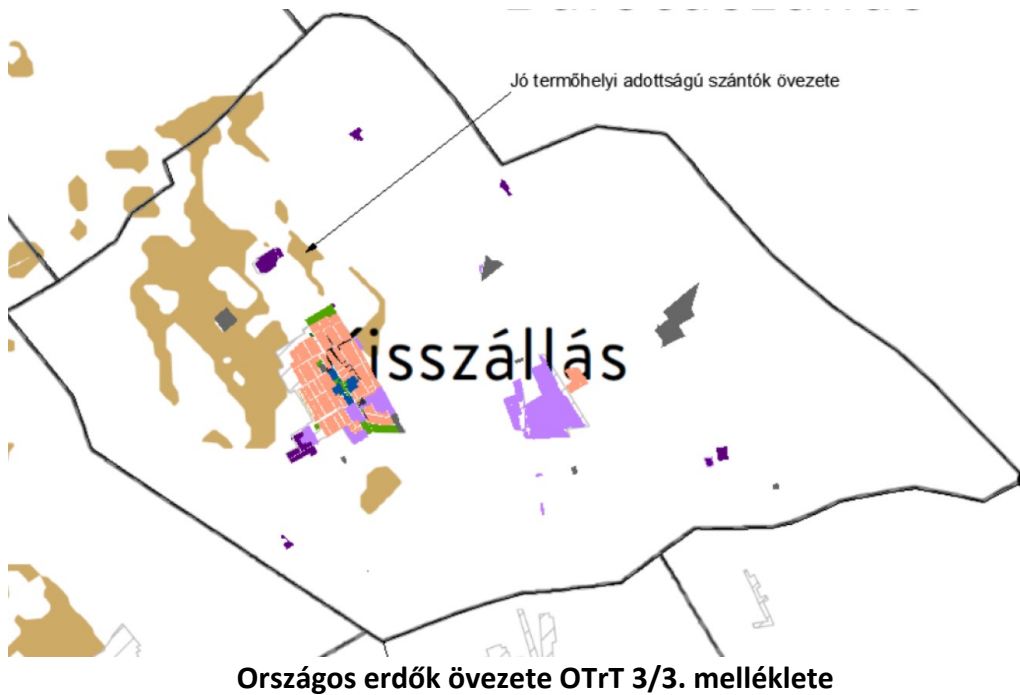 Jó termőhelyi adottságú szántók övezete
isszállás
Országos erdők övezete OTrT 3/3. melléklete